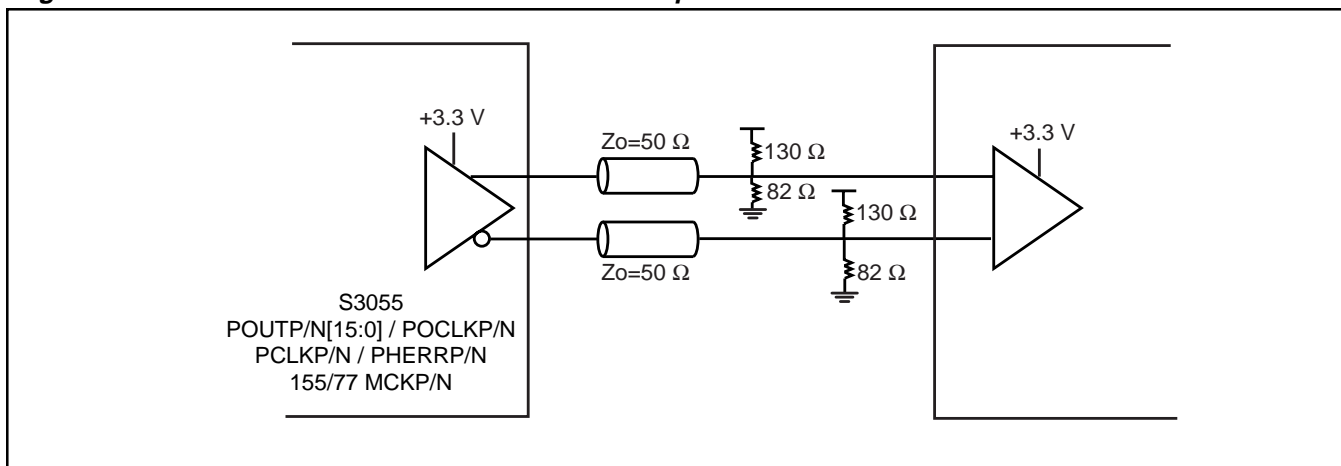 +3.3 V
Zo=50 Ω
130 Ω
82 Ω
130 Ω
82 Ω
Zo=50 Ω
+3.3 V
S3055
POUTP/N[15:0] / POCLKP/N
PCLKP/N / PHERRP/N
155/77 MCKP/N